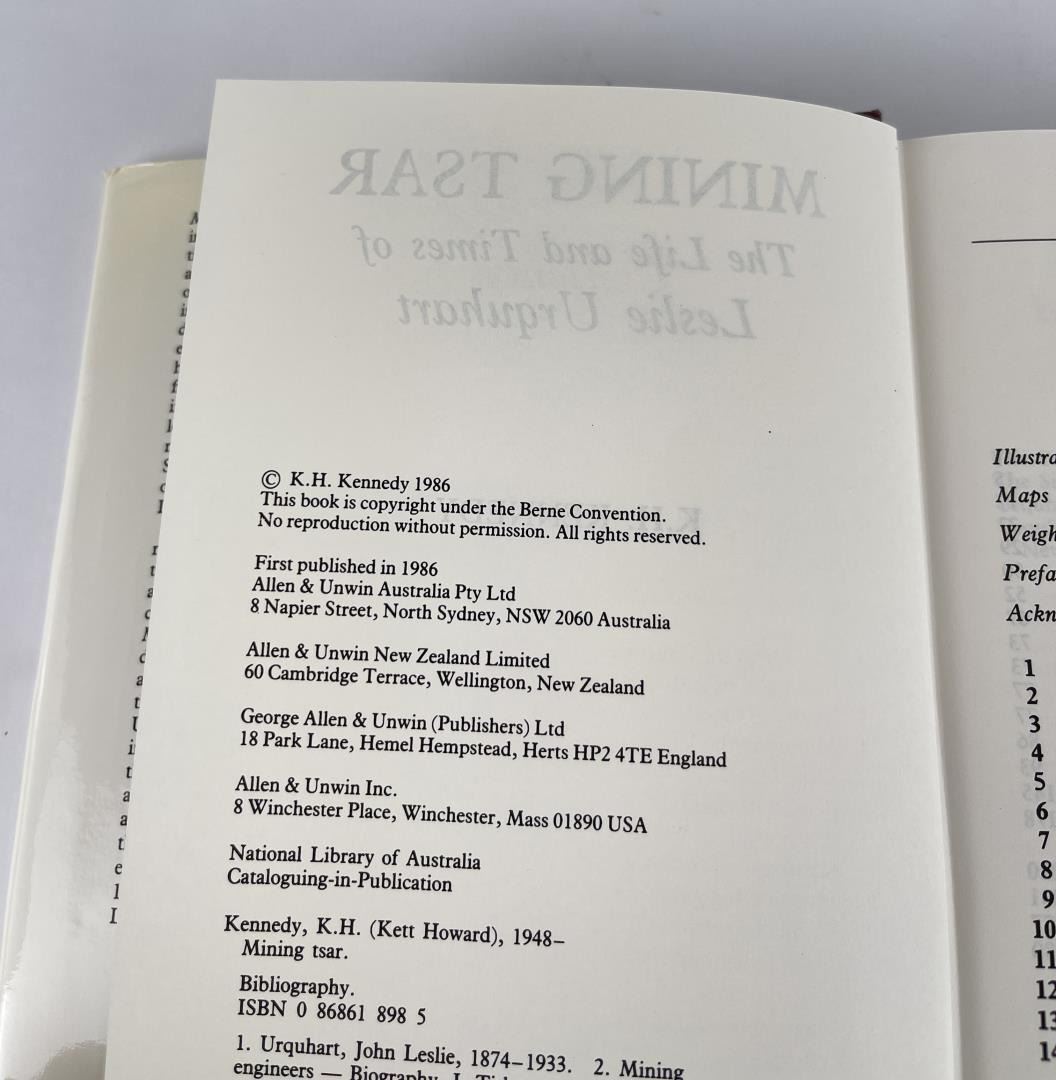 MINING TSAR
The Life and Times of
Leslie Urquhart
© K.H. Kennedy 1986
This book is copyright under the Berne Convention.
No reproduction without permission. All rights reserved.
First published in 1986
Allen & Unwin Australia Pty Ltd
8 Napier Street, North Sydney, NSW 2060 Australia
Allen & Unwin New Zealand Limited
60 Cambridge Terrace, Wellington, New Zealand
George Allen & Unwin (Publishers) Ltd
18 Park Lane, Hemel Hempstead, Herts HP2 4TE England
Allen & Unwin Inc.
8 Winchester Place, Winchester, Mass 01890 USA
National Library of Australia
Cataloguing-in-Publication
Kennedy, K.H. (Kett Howard), 1948–
Mining tsar.
Bibliography.
ISBN 0 86861 898 5
1. Urquhart, John Leslie, 1874–1933. 2. Mining
engineers — Biography. I.
Illustra
Maps
Weigh
Prefa
Ackn
1
2
3
4
5
6
7
8
9
10
11
12
13
14